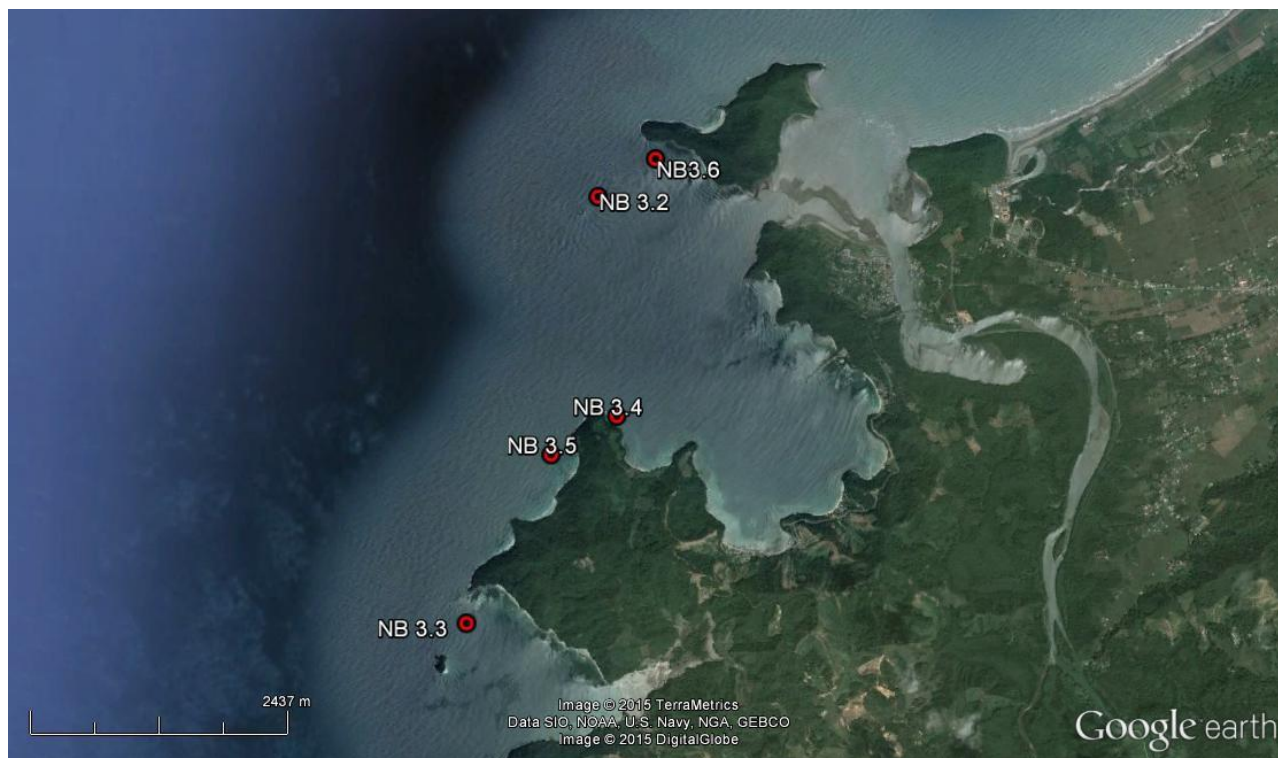 NB3.6
NB 3.2
NB 3.4
NB 3.5
NB 3.3
2437 m
Image © 2015 TerraMetrics
Data SIO, NOAA, U.S. Navy, NGA, GEBCO
Image © 2015 DigitalGlobe
Google earth